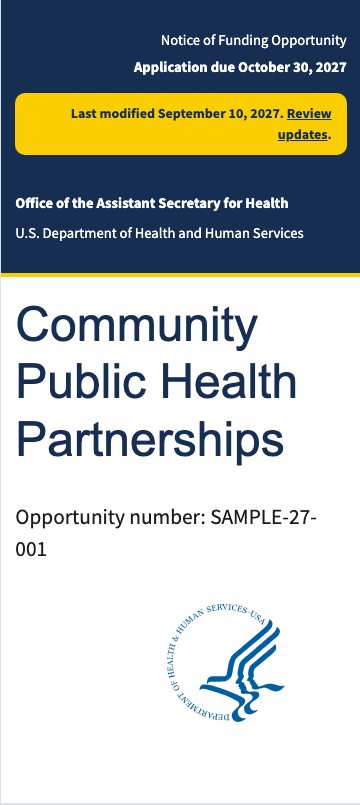 Notice of Funding Opportunity
Application due October 30, 2027
Last modified September 10, 2027. Review
updates.
Office of the Assistant Secretary for Health
U.S. Department of Health and Human Services
Community
Public Health
Partnerships
Opportunity number: SAMPLE-27-
001
DEPARTMENT OF HEALTH & HUMAN SERVICES·USA